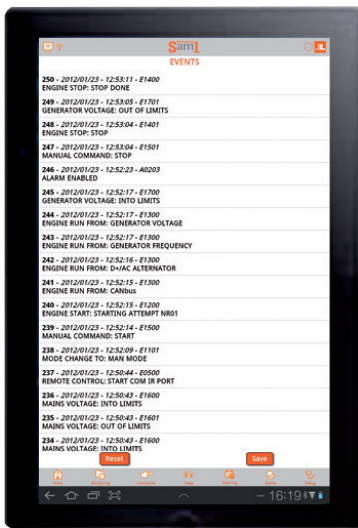 Sam1
EVENTS
250 - 2012/01/23 - 12:53:11 - E1400
ENGINE STOP: STOP DONE
249 - 2012/01/23 - 12:53:05 - E1701
GENERATOR VOLTAGE: OUT OF LIMITS
248 - 2012/01/23 - 12:53:04 - E1401
ENGINE STOP: STOP
247 - 2012/01/23 - 12:53:04 - E1501
MANUAL COMMAND: STOP
246 - 2012/01/23 - 12:52:23 - A0203
ALARM ENABLED
245 - 2012/01/23 - 12:52:17 - E1700
GENERATOR VOLTAGE: INTO LIMITS
244 - 2012/01/23 - 12:52:17 - E1300
ENGINE RUN FROM: GENERATOR VOLTAGE
243 - 2012/01/23 - 12:52:17 - E1300
ENGINE RUN FROM: GENERATOR FREQUENCY
242 - 2012/01/23 - 12:52:16 - E1300
ENGINE RUN FROM: D+/AC ALTERNATOR
241 - 2012/01/23 - 12:52:15 - E1300
ENGINE RUN FROM: CANbus
240 - 2012/01/23 - 12:52:15 - E1200
ENGINE START: STARTING ATTEMPT NR01
239 - 2012/01/23 - 12:52:14 - E1500
MANUAL COMMAND: START
238 - 2012/01/23 - 12:52:09 - E1101
MODE CHANGE TO: MAN MODE
237 - 2012/01/23 - 12:50:44 - E0500
REMOTE CONTROL: START COM IR PORT
236 - 2012/01/23 - 12:50:43 - E1600
MAINS VOLTAGE: INTO LIMITS
235 - 2012/01/23 - 12:50:43 - E1601
MAINS VOLTAGE: OUT OF LIMITS
234 - 2012/01/23 - 12:50:43 - E1600
MAINS VOLTAGE: INTO LIMITS
Reset
Save
16:19